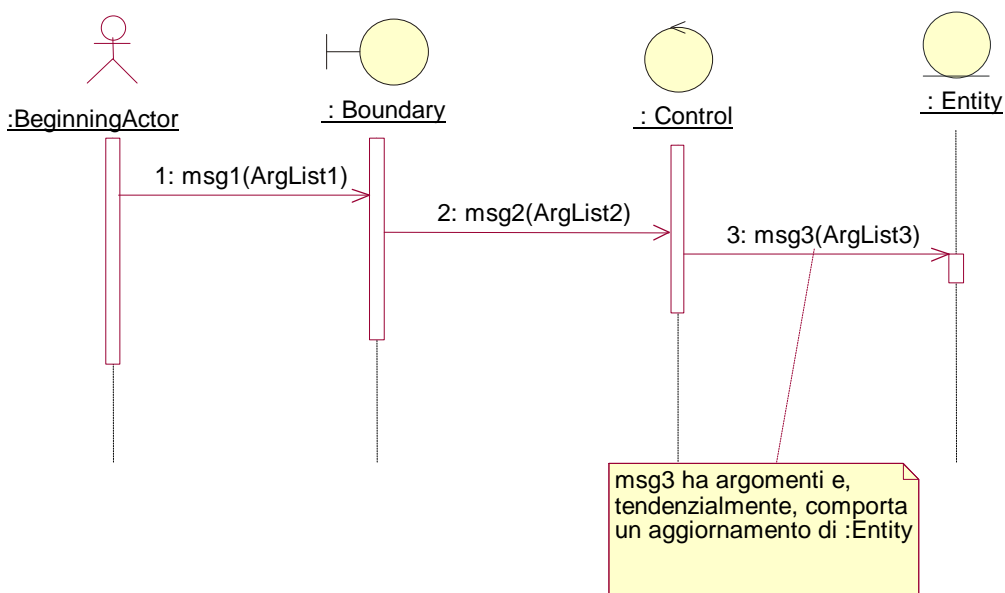 :BeginningActor
: Boundary
: Control
: Entity
1: msg1(ArgList1)
2: msg2(ArgList2)
3: msg3(ArgList3)
msg3 ha argomenti e,
tendenzialmente, comporta
un aggiornamento di :Entity